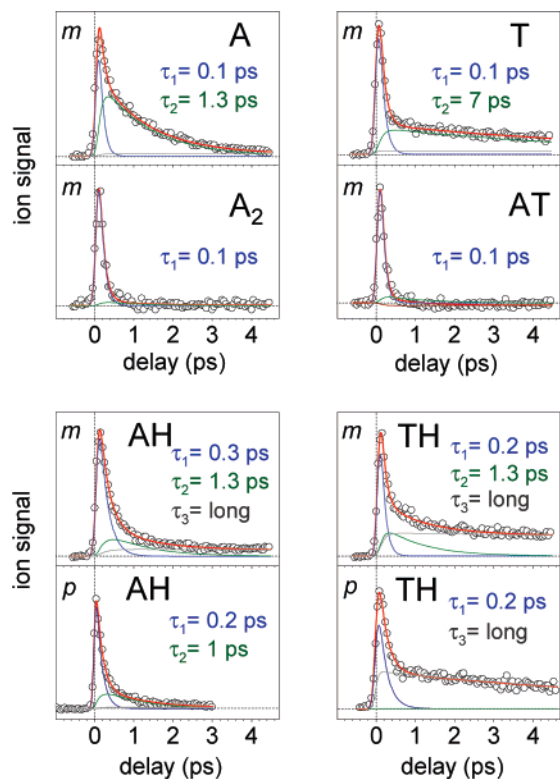 m A
τ₁= 0.1 ps
τ₂= 1.3 ps
m T
τ₁= 0.1 ps
τ₂= 7 ps
ion signal
m A₂
τ₁= 0.1 ps
m AT
τ₁= 0.1 ps
0 1 2 3 4
delay (ps)
0 1 2 3 4
delay (ps)
m AH
τ₁= 0.3 ps
τ₂= 1.3 ps
τ₃= long
m TH
τ₁= 0.2 ps
τ₂= 1.3 ps
τ₃= long
ion signal
p AH
τ₁= 0.2 ps
τ₂= 1 ps
p TH
τ₁= 0.2 ps
τ₃= long
0 1 2 3 4
delay (ps)
0 1 2 3 4
delay (ps)